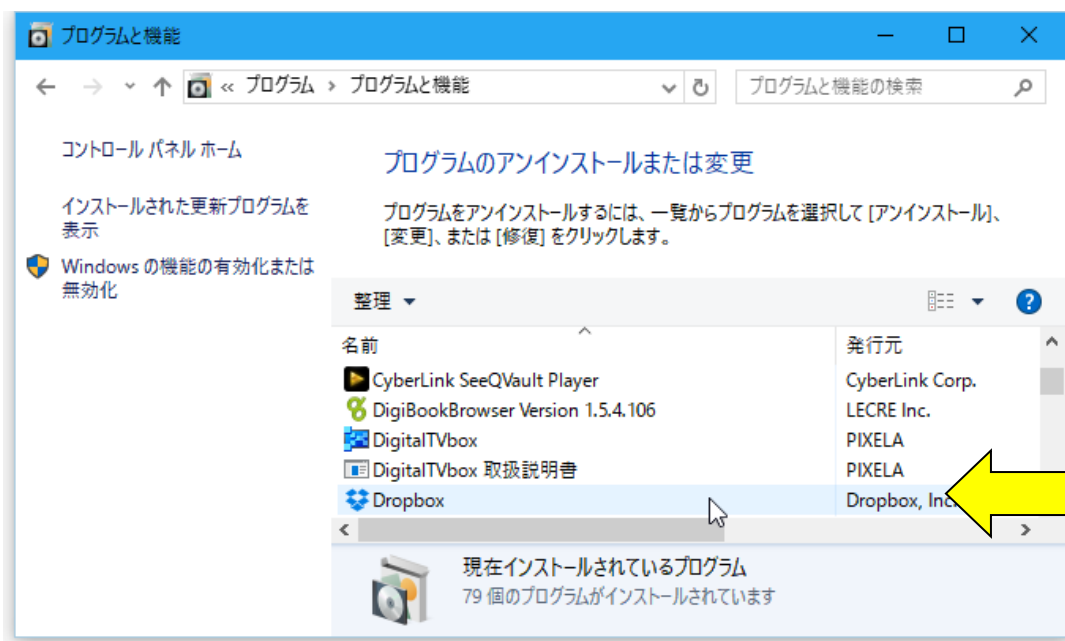 プログラムと機能
« プログラム › プログラムと機能
プログラムと機能の検索
コントロール パネル ホーム
インストールされた更新プログラムを
表示
Windows の機能の有効化または
無効化
プログラムのアンインストールまたは変更
プログラムをアンインストールするには、一覧からプログラムを選択して [アンインストール]、
[変更]、または [修復] をクリックします。
整理
名前 発行元
CyberLink SeeQVault Player CyberLink Corp.
DigiBookBrowser Version 1.5.4.106 LECRE Inc.
DigitalTVbox PIXELA
DigitalTVbox 取扱説明書 PIXELA
Dropbox Dropbox, Inc.
現在インストールされているプログラム
79 個のプログラムがインストールされています